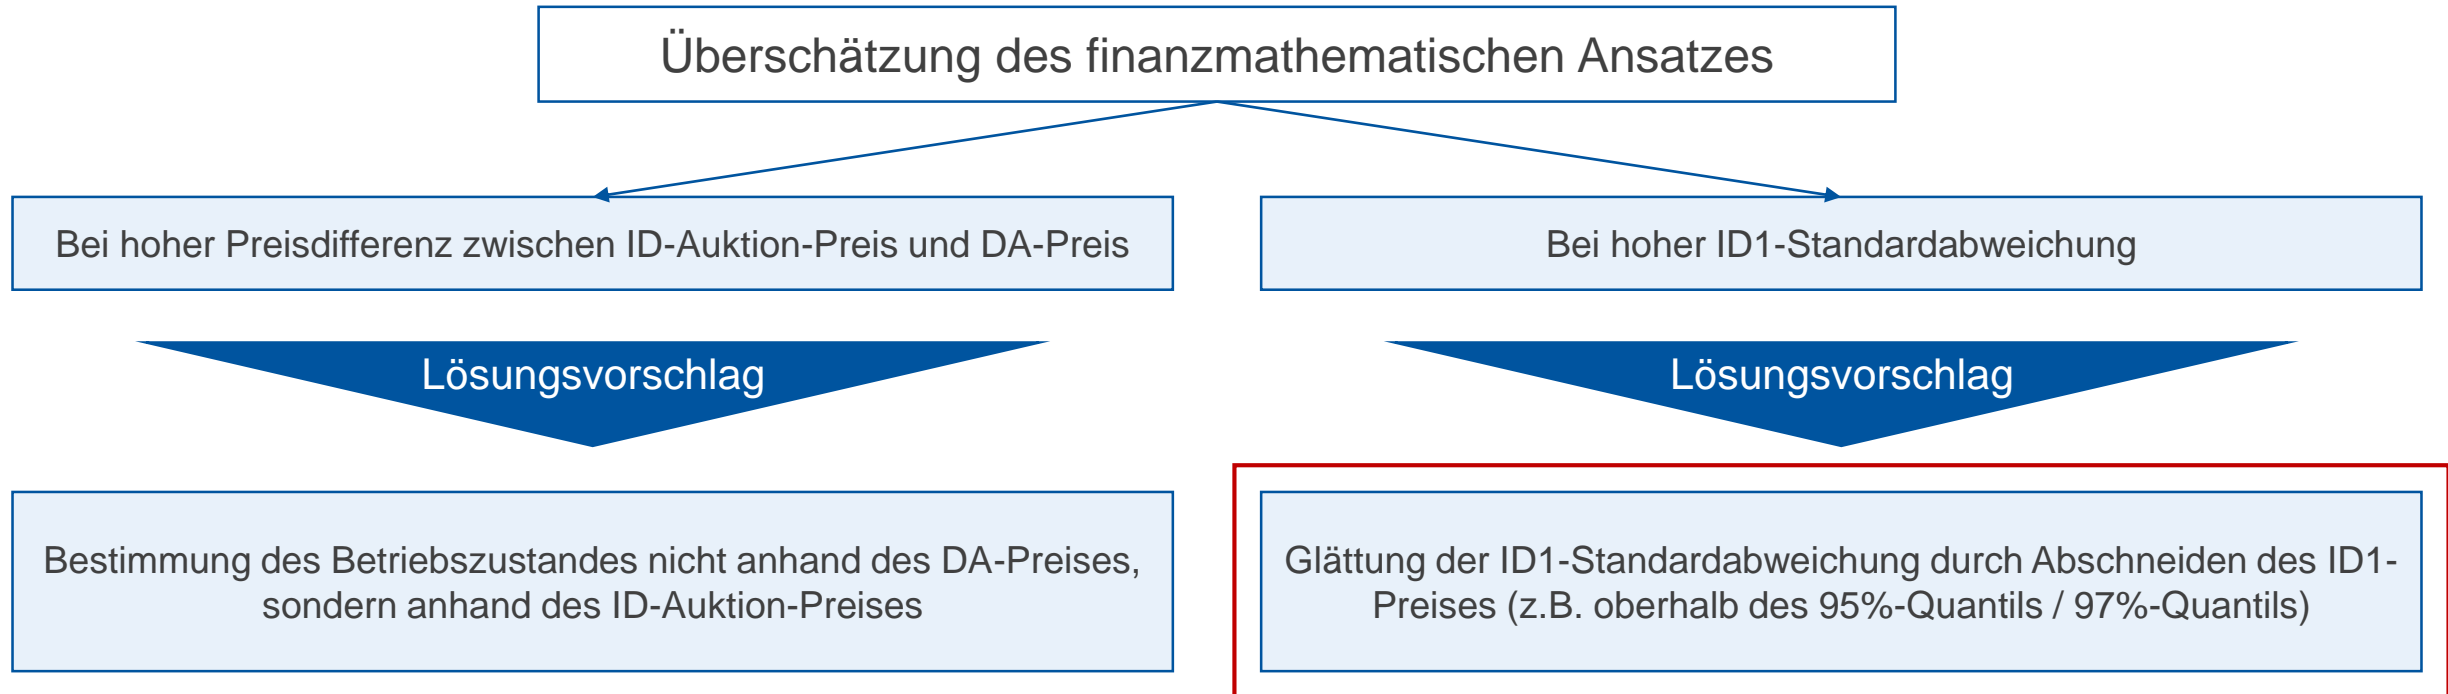 Überschätzung des finanzmathematischen Ansatzes
Bei hoher Preisdifferenz zwischen ID-Auktion-Preis und DA-Preis
Bei hoher ID1-Standardabweichung
Lösungsvorschlag
Lösungsvorschlag
Bestimmung des Betriebszustandes nicht anhand des DA-Preises,
sondern anhand des ID-Auktion-Preises
Glättung der ID1-Standardabweichung durch Abschneiden des ID1-
Preises (z.B. oberhalb des 95%-Quantils / 97%-Quantils)